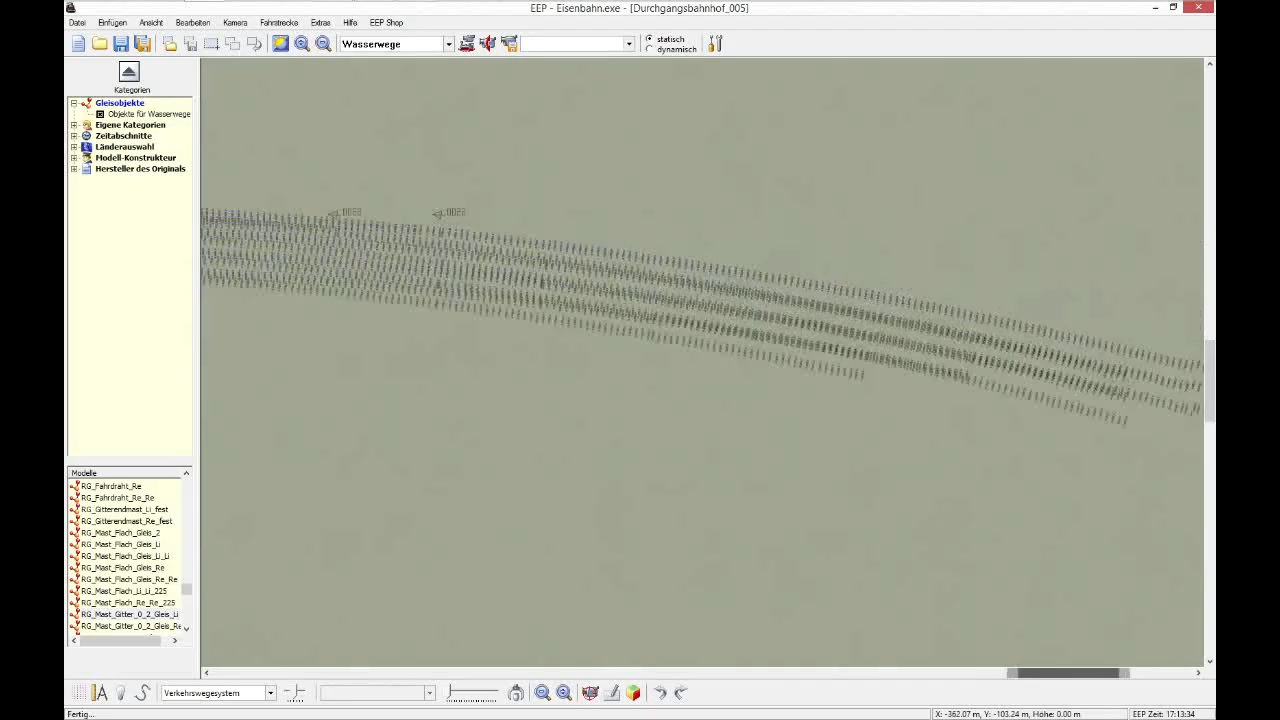 EEP - Eisenbahn.exe - [Durchgangsbahnhof_005]
Datei Einfügen Ansicht Bearbeiten Kamera Fahrstrecke Extras Hilfe EEP Shop
Wasserwege
statisch
dynamisch
Kategorien
Gleisobjekte
Objekte für Wasserwege
Eigene Kategorien
Zeitabschnitte
Länderauswahl
Modell-Konstrukteur
Hersteller des Originals
Modelle
RG_Fahrdraht_Re
RG_Fahrdraht_Re_Re
RG_Gitterendmast_Li_fest
RG_Gitterendmast_Re_fest
RG_Mast_Flach_Gleis_2
RG_Mast_Flach_Gleis_Li
RG_Mast_Flach_Gleis_Li_Li
RG_Mast_Flach_Gleis_Re
RG_Mast_Flach_Gleis_Re_Re
RG_Mast_Flach_Li_Li_225
RG_Mast_Flach_Re_Re_225
RG_Mast_Gitter_0_2_Gleis_Li
RG_Mast_Gitter_0_2_Gleis_Re
Verkehrswegesystem
Fertig...
X: -362.07 m, Y: -103.24 m, Höhe: 0.00 m
EEP Zeit: 17:13:34